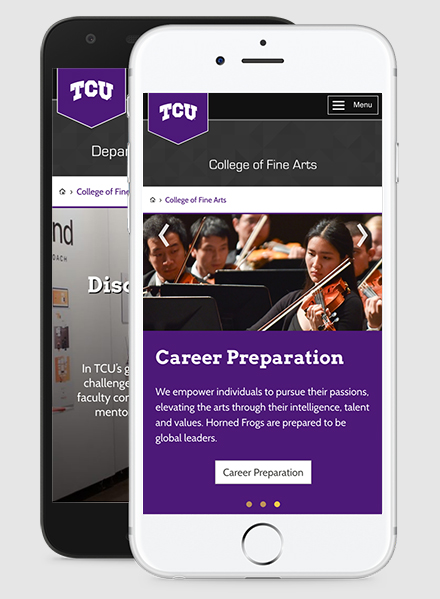 TCU
Depar
College of Fine
nd
OACH
Disc
In TCU's g
challenge
faculty con
mento
TCU
Menu
College of Fine Arts
College of Fine Arts
Career Preparation
We empower individuals to pursue their passions,
elevating the arts through their intelligence, talent
and values. Horned Frogs are prepared to be
global leaders.
Career Preparation